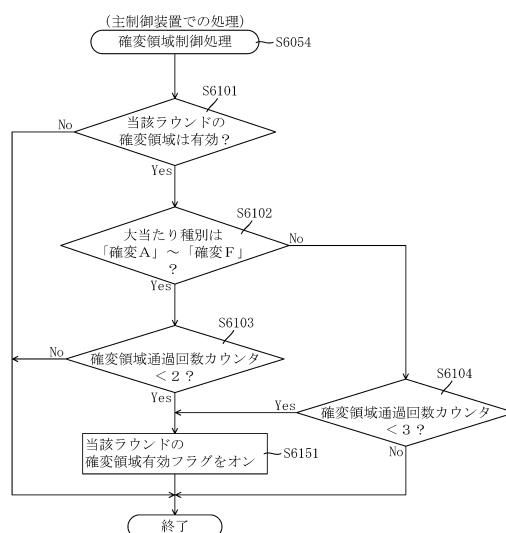 (主制御装置での処理)
確変領域制御処理
S6054
S6101
当該ラウンドの
確変領域は有効？
No
Yes
S6102
大当たり種別は
「確変Ａ」～「確変Ｆ」
？
No
Yes
S6103
確変領域通過回数カウンタ
＜２？
No
Yes
S6104
確変領域通過回数カウンタ
＜３？
Yes
No
当該ラウンドの
確変領域有効フラグをオン
S6151
終了